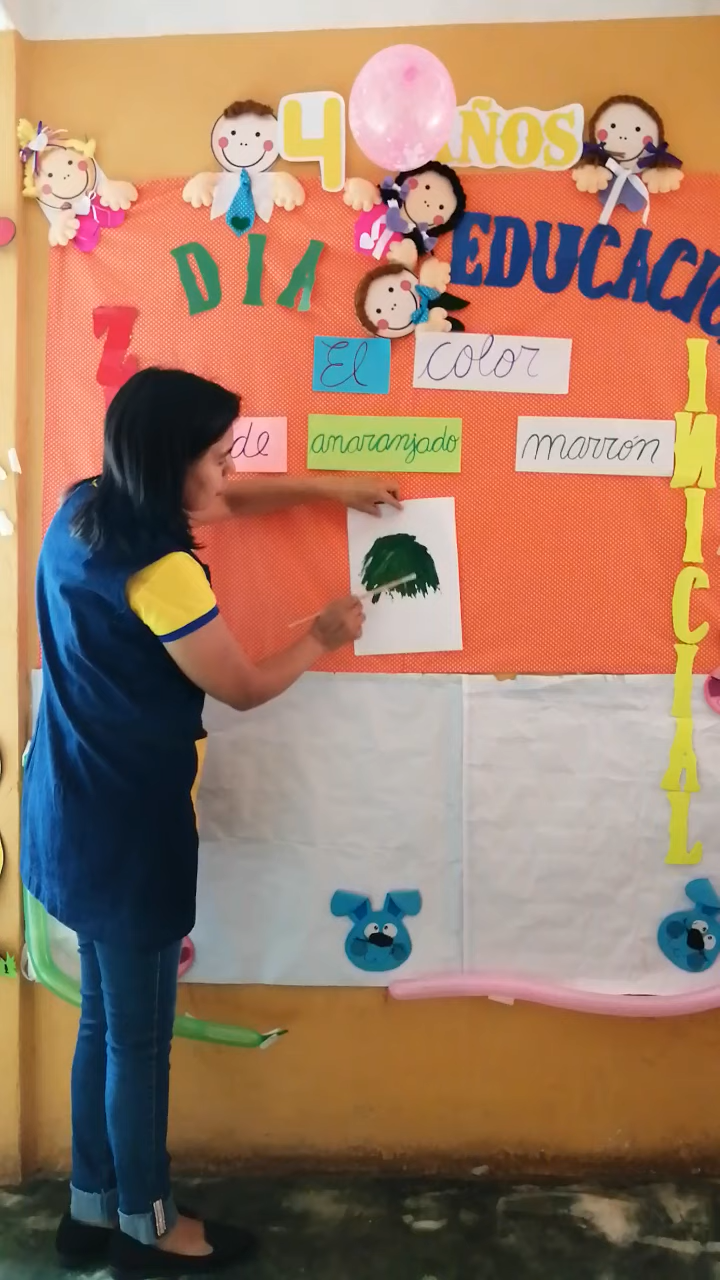 4 AÑOS
DIA EDUCACIO
El color
de anaranjado marrón
INICIAL